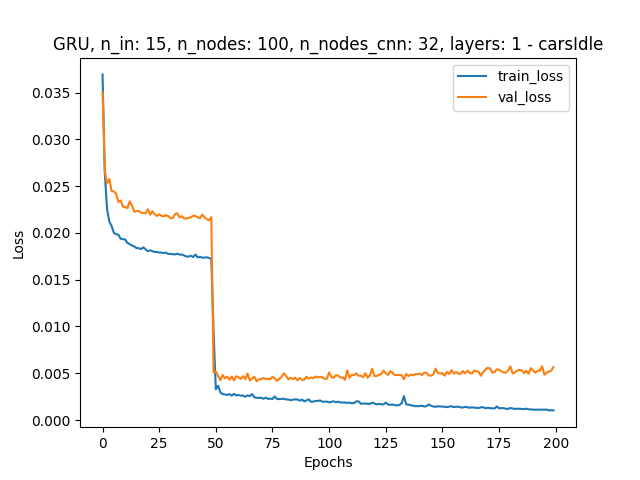 GRU, n_in: 15, n_nodes: 100, n_nodes_cnn: 32, layers: 1 - carsIdle
train_loss
val_loss
0.035
0.030
0.025
0.020
0.015
0.010
0.005
0.000
Loss
0 25 50 75 100 125 150 175 200
Epochs